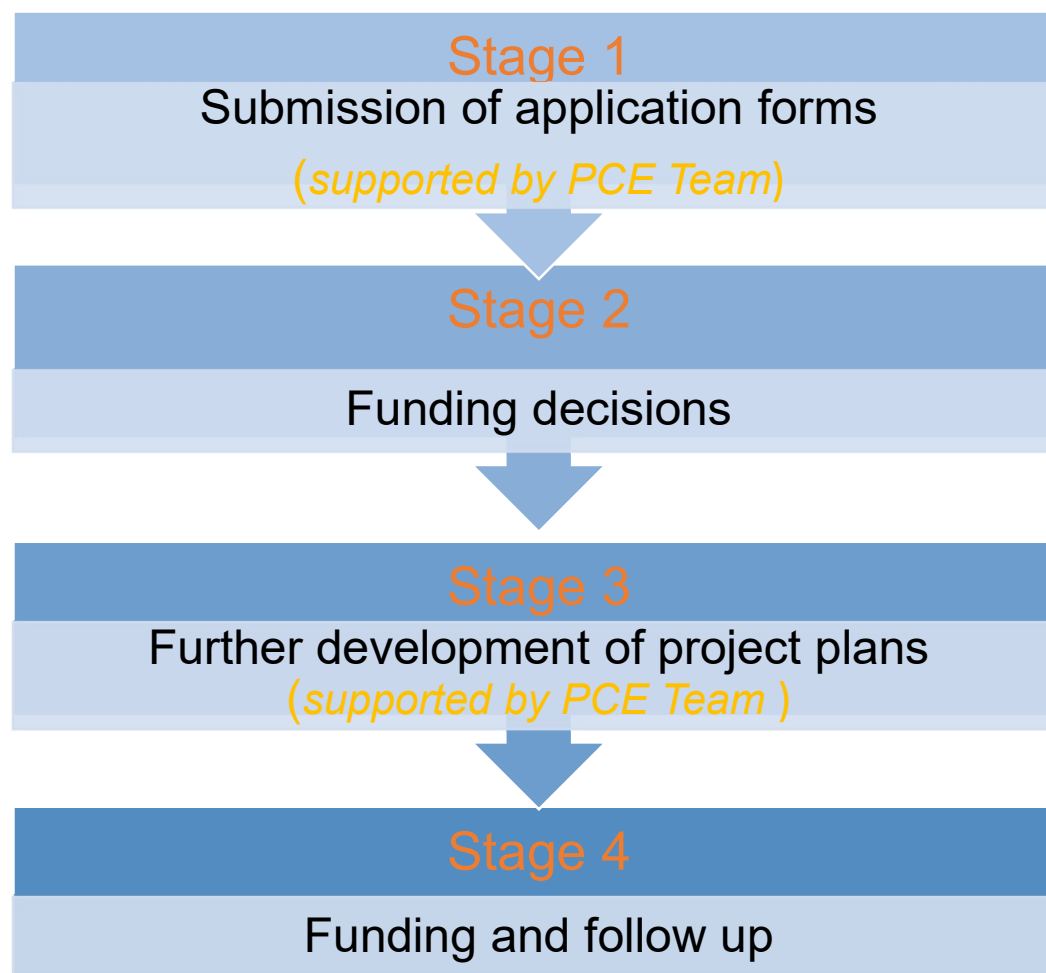 Stage 1
Submission of application forms
(supported by PCE Team)
Stage 2
Funding decisions
Stage 3
Further development of project plans
(supported by PCE Team )
Stage 4
Funding and follow up